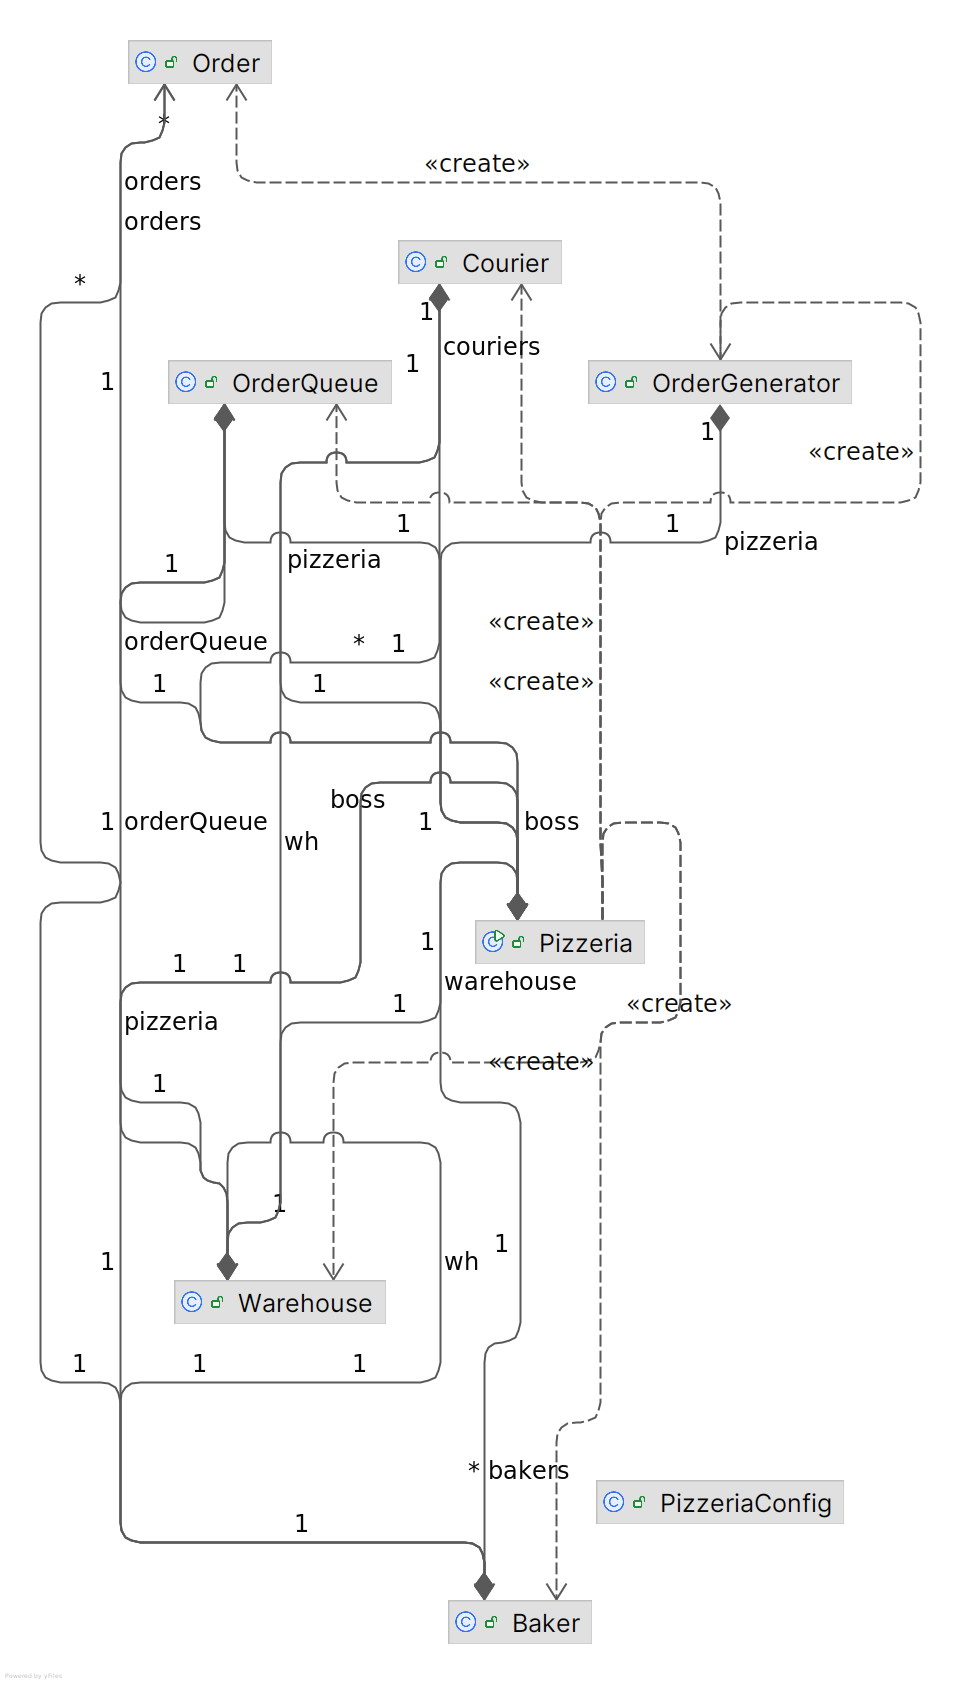 Order
*
«create»
orders
orders
Courier
*
1
couriers
1
1
OrderQueue
OrderGenerator
1
«create»
1
1
pizzeria
pizzeria
1
«create»
orderQueue
*
1
1
1
«create»
boss
1
orderQueue
1
boss
wh
1
Pizzeria
1
1
warehouse
1
«create»
pizzeria
«create»
1
1
1
wh
1
Warehouse
1
1
1
1
* bakers
PizzeriaConfig
1
Baker
Powered by yFiles